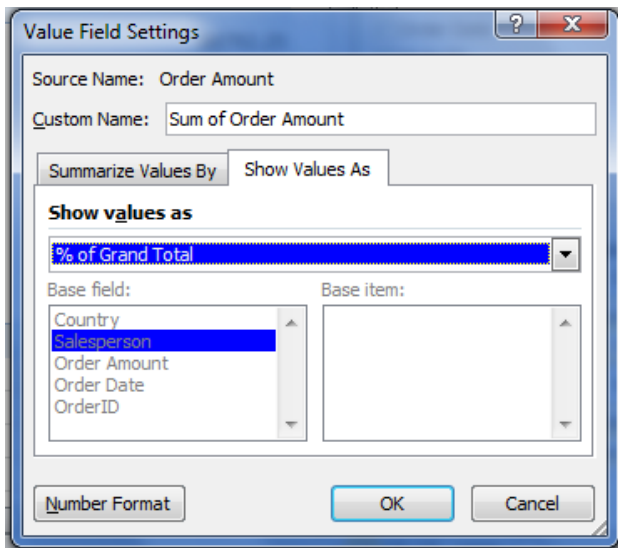 Value Field Settings
Source Name: Order Amount
Custom Name: Sum of Order Amount
Summarize Values By Show Values As
Show values as
% of Grand Total
Base field: Base item:
Country
Salesperson
Order Amount
Order Date
OrderID
Number Format OK Cancel